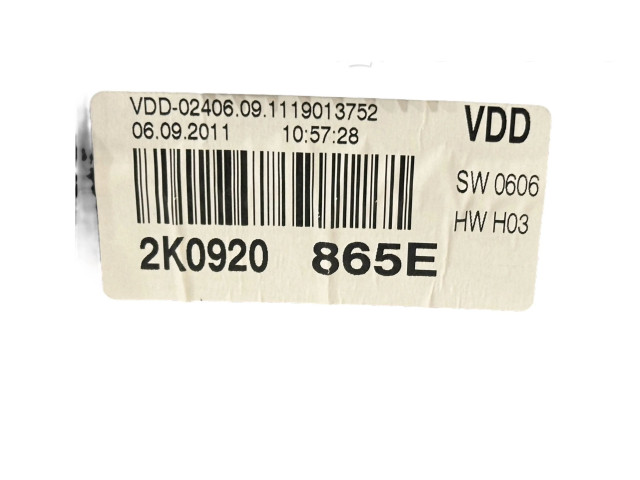 VDD-02406.09.1119013752
06.09.2011 10:57:28
VDD
SW 0606
HW H03
2K0920 865E